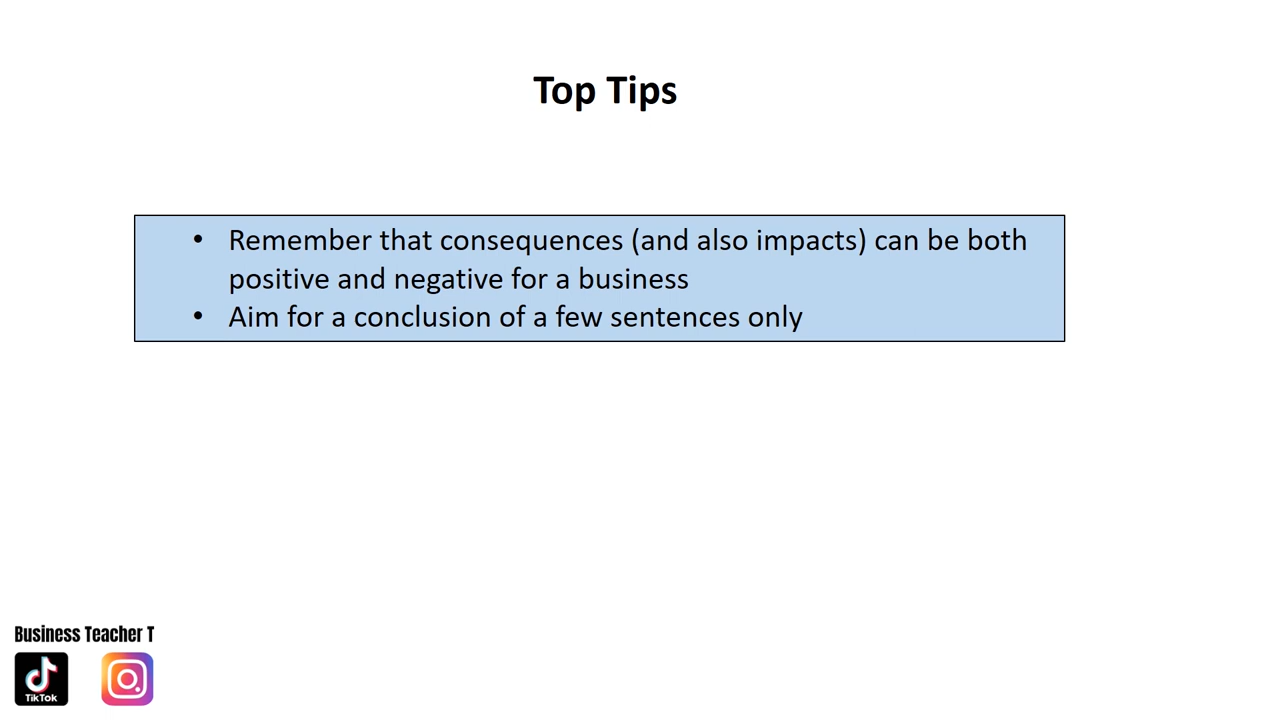 Top Tips
• Remember that consequences (and also impacts) can be both
positive and negative for a business
• Aim for a conclusion of a few sentences only
Business Teacher T
TikTok